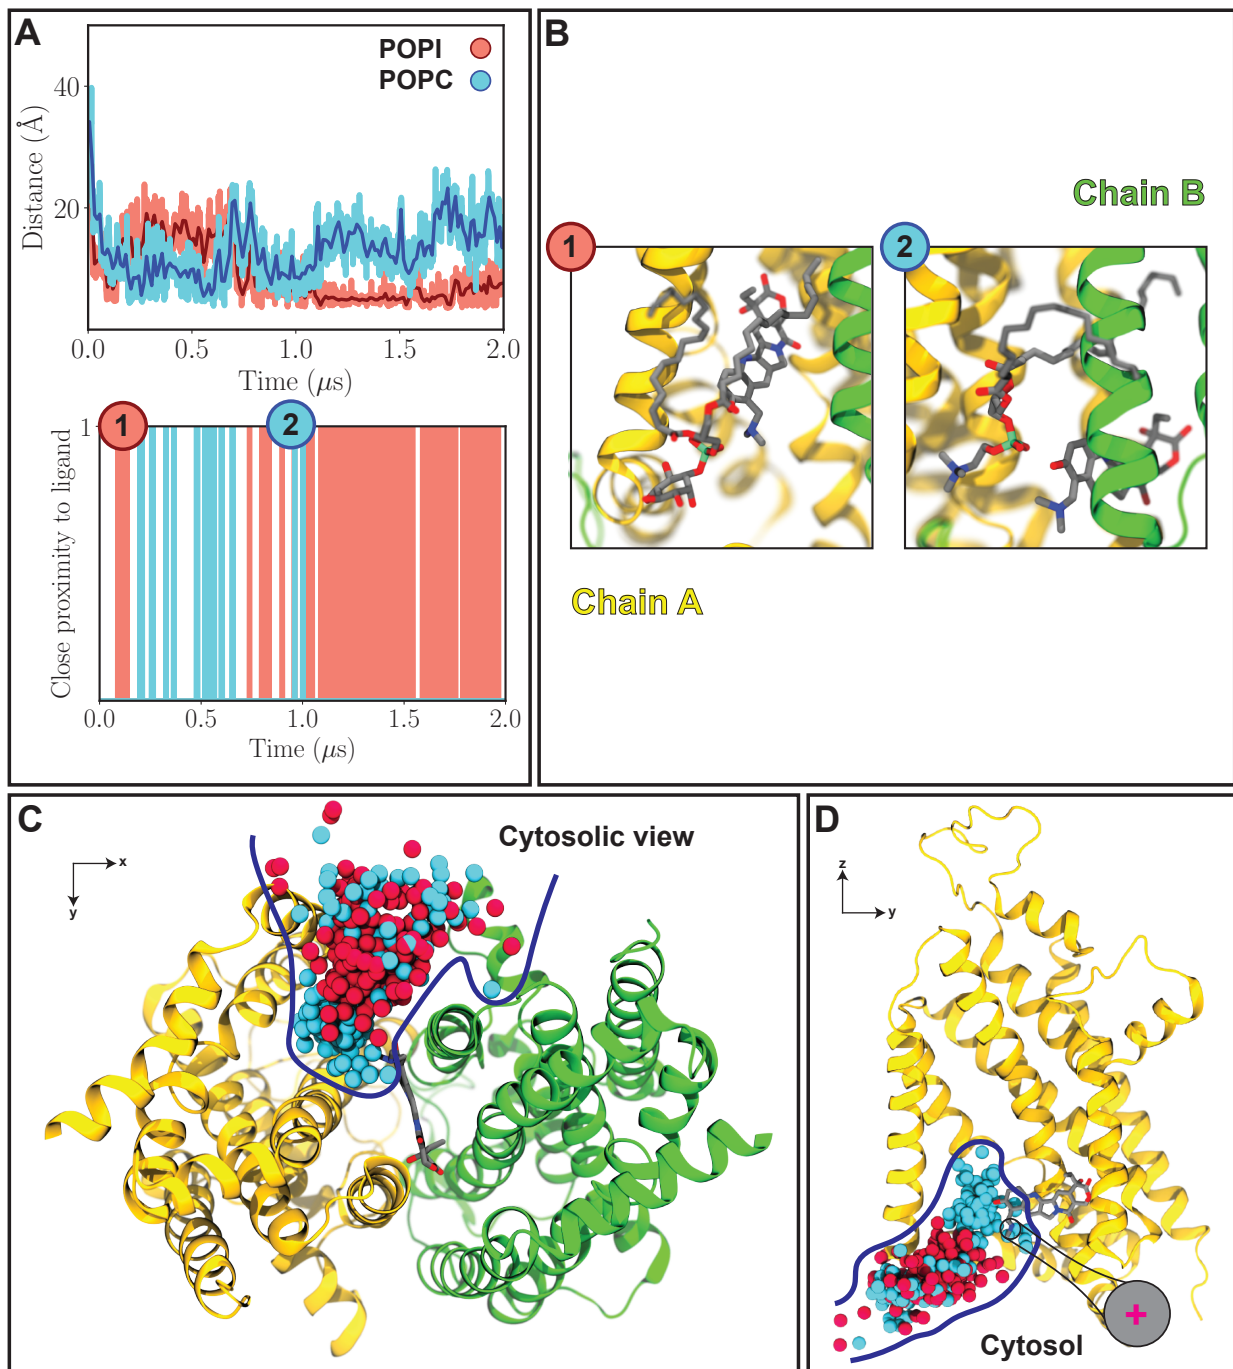 A
POPI
POPC
40
20
Distance (Å)
0.0 0.5 1.0 1.5 2.0
Time (μs)
1 2
1
Close proximity to ligand
0.0 0.5 1.0 1.5 2.0
Time (μs)
B
Chain B
1 2
Chain A
C
Cytosolic view
x
y
D
z
y
+
Cytosol